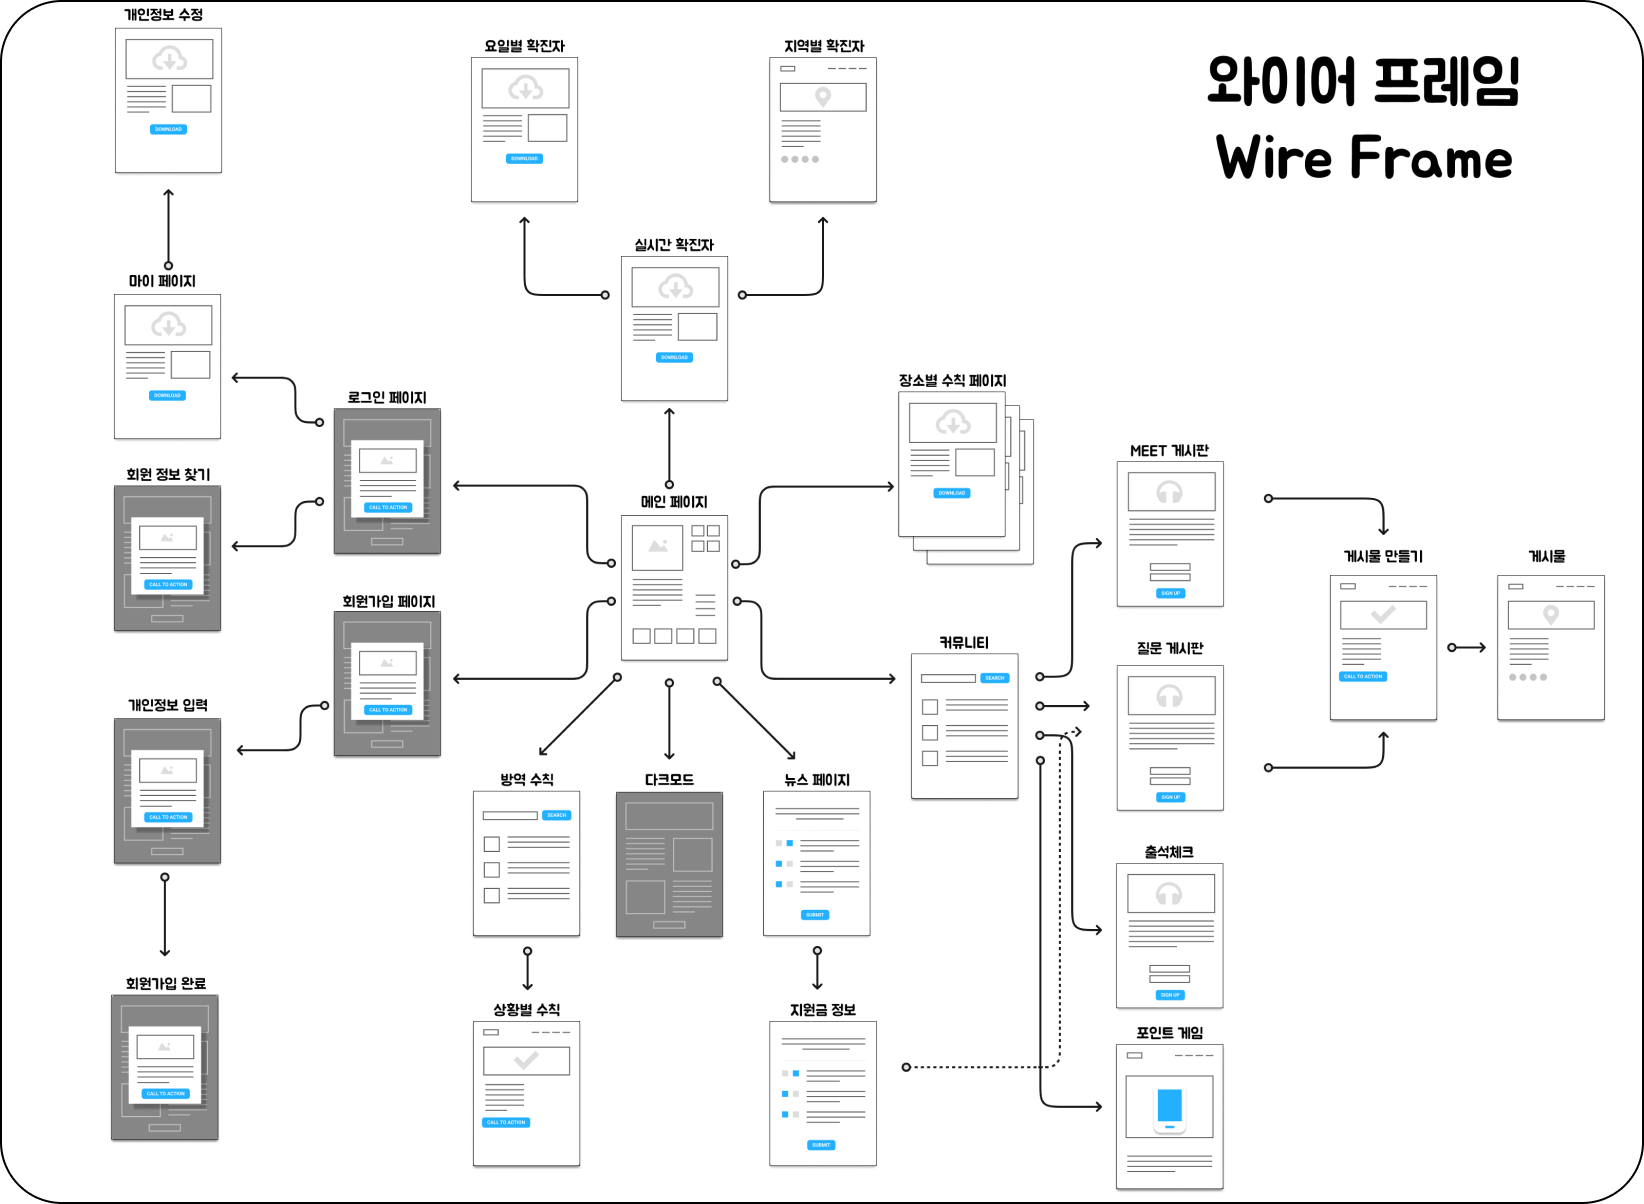 와이어 프레임
Wire Frame
개인정보 수정
DOWNLOAD
요일별 확진자
DOWNLOAD
지역별 확진자
마이 페이지
DOWNLOAD
실시간 확진자
DOWNLOAD
로그인 페이지
CALL TO ACTION
장소별 수칙 페이지
DOWNLOAD
회원 정보 찾기
CALL TO ACTION
메인 페이지
MEET 게시판
SIGN UP
게시물 만들기
CALL TO ACTION
게시물
회원가입 페이지
CALL TO ACTION
커뮤니티
SEARCH
질문 게시판
SIGN UP
개인정보 입력
CALL TO ACTION
방역 수칙
SEARCH
다크모드
뉴스 페이지
SUBMIT
출석체크
SIGN UP
회원가입 완료
CALL TO ACTION
상황별 수칙
CALL TO ACTION
지원금 정보
SUBMIT
포인트 게임